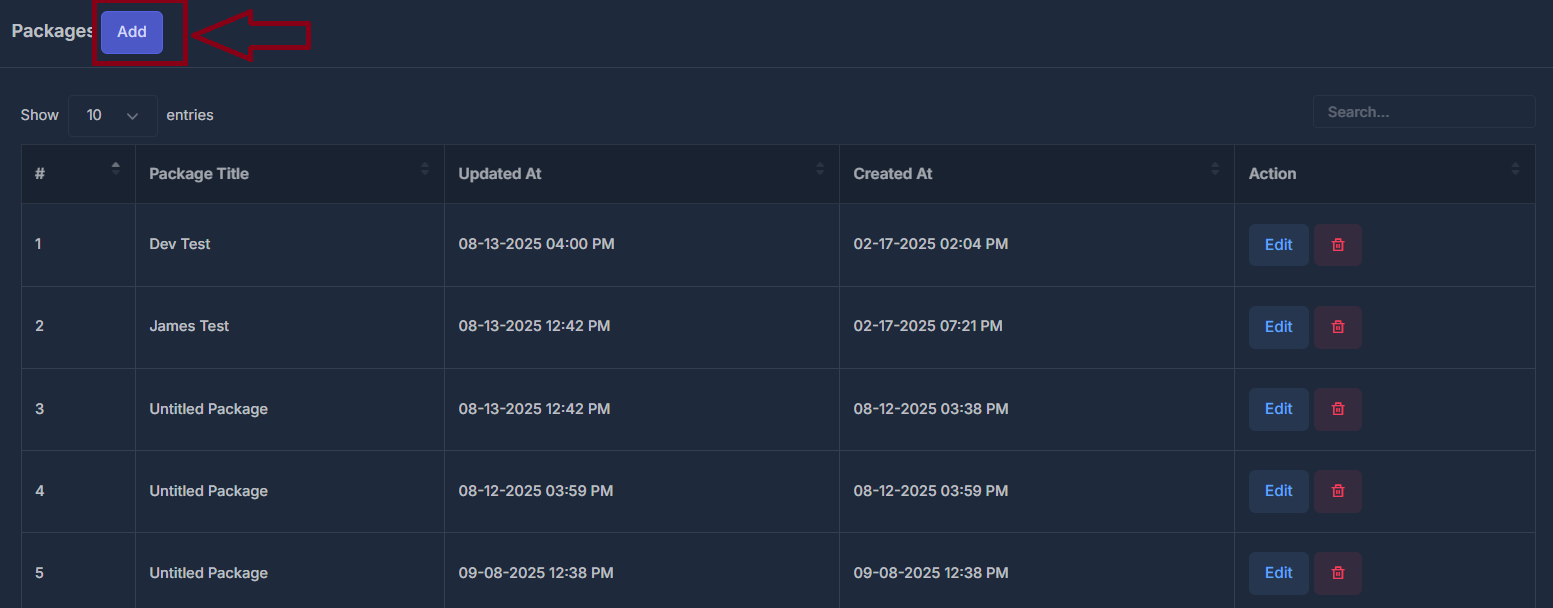 Packages Add
Show 10 entries Search...
# Package Title Updated At Created At Action
1 Dev Test 08-13-2025 04:00 PM 02-17-2025 02:04 PM Edit
2 James Test 08-13-2025 12:42 PM 02-17-2025 07:21 PM Edit
3 Untitled Package 08-13-2025 12:42 PM 08-12-2025 03:38 PM Edit
4 Untitled Package 08-12-2025 03:59 PM 08-12-2025 03:59 PM Edit
5 Untitled Package 09-08-2025 12:38 PM 09-08-2025 12:38 PM Edit